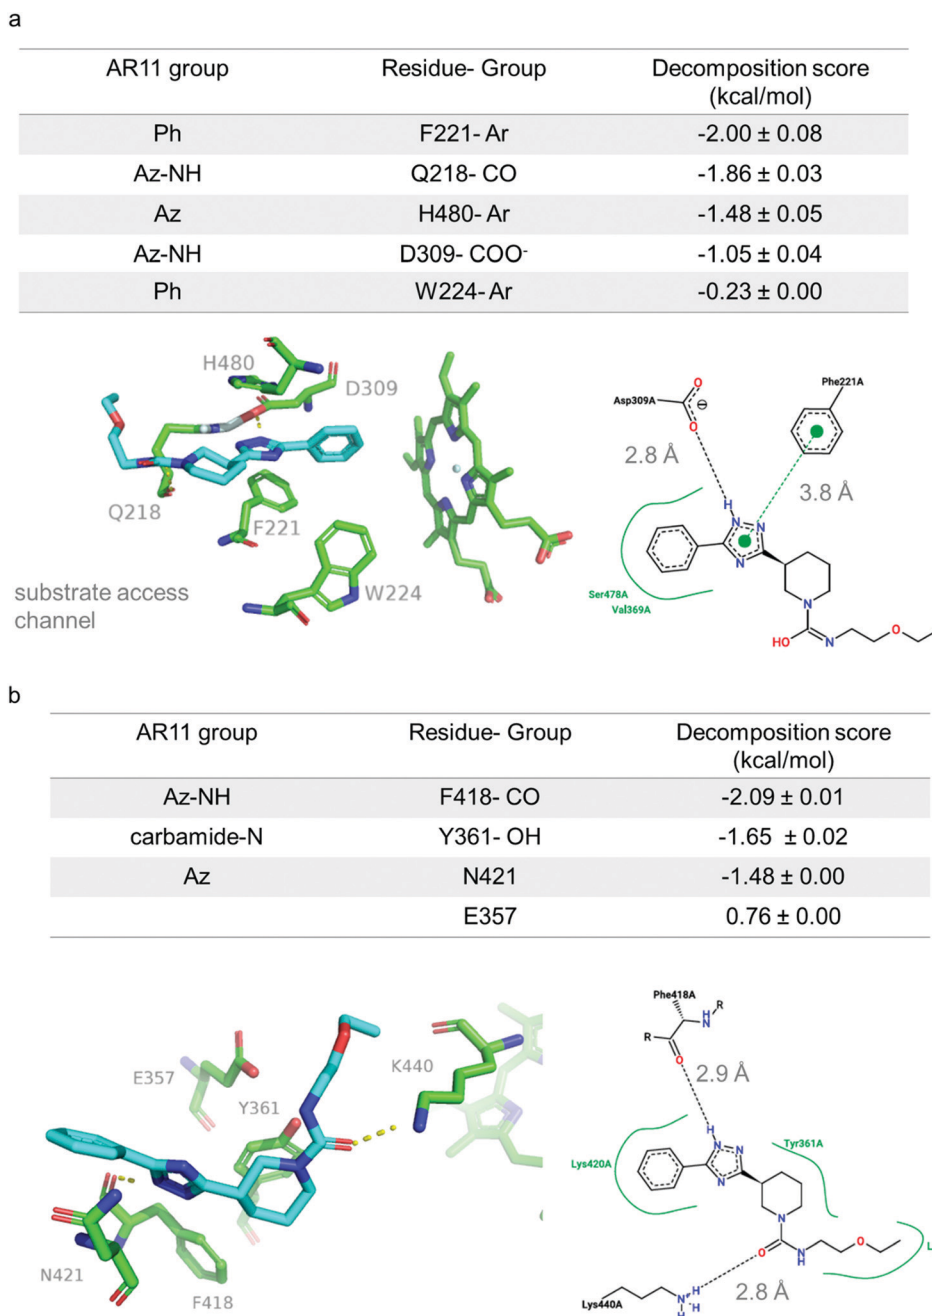 a
AR11 group Residue- Group Decomposition score
(kcal/mol)
Ph F221- Ar -2.00 ± 0.08
Az-NH Q218- CO -1.86 ± 0.03
Az H480- Ar -1.48 ± 0.05
Az-NH D309- COO⁻ -1.05 ± 0.04
Ph W224- Ar -0.23 ± 0.00
H480
D309
Q218
F221
W224
substrate access
channel
Asp309A
O
O
⊖
Phe221A
2.8 Å
3.8 Å
H
N
N
N
Ser478A
Val369A
N
HO
N
O
b
AR11 group Residue- Group Decomposition score
(kcal/mol)
Az-NH F418- CO -2.09 ± 0.01
carbamide-N Y361- OH -1.65 ± 0.02
Az N421 -1.48 ± 0.00
E357 0.76 ± 0.00
E357
Y361
K440
N421
F418
Phe418A
H
R
N
R
O
2.9 Å
H
N
N
N
Lys420A
Tyr361A
N
O
N
H
O
L
2.8 Å
Lys440A
H
N
+
H
H